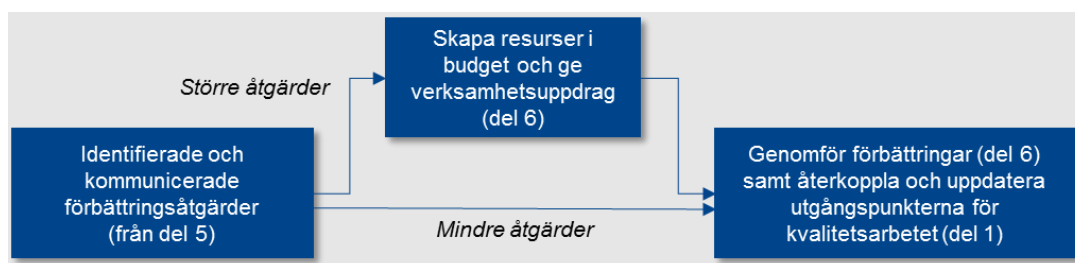 Skapa resurser i
budget och ge
verksamhetsuppdrag
(del 6)
Större åtgärder
Identifierade och
kommunicerade
förbättringsåtgärder
(från del 5)
Mindre åtgärder
Genomför förbättringar (del 6)
samt återkoppla och uppdatera
utgångspunkterna för
kvalitetsarbetet (del 1)